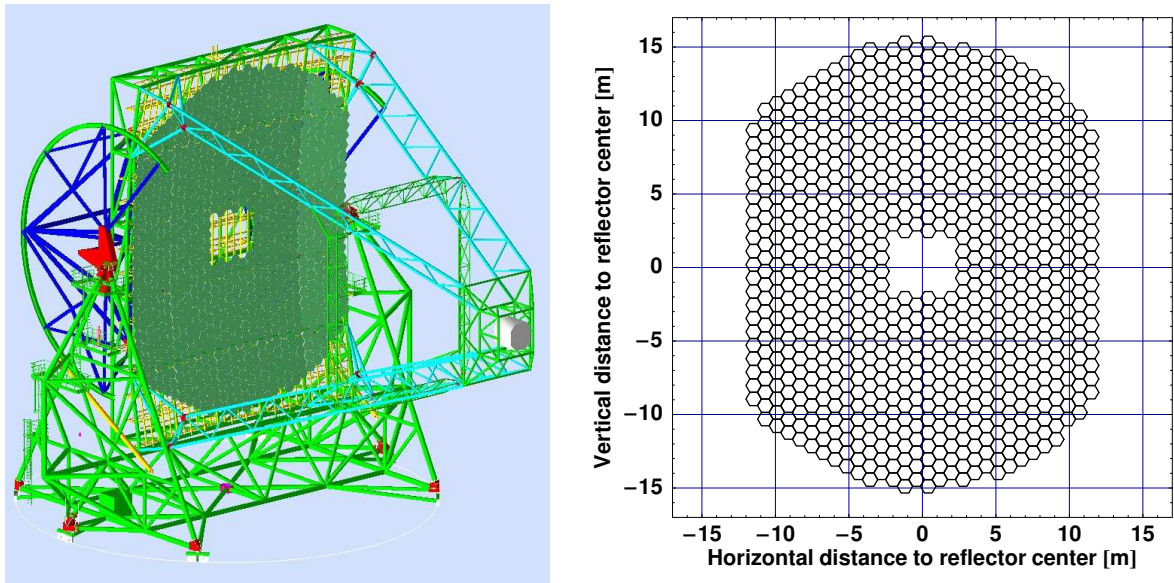 15
10
5
0
−5
−10
−15
−15 −10 −5 0 5 10 15
Vertical distance to reflector center [m]
Horizontal distance to reflector center [m]